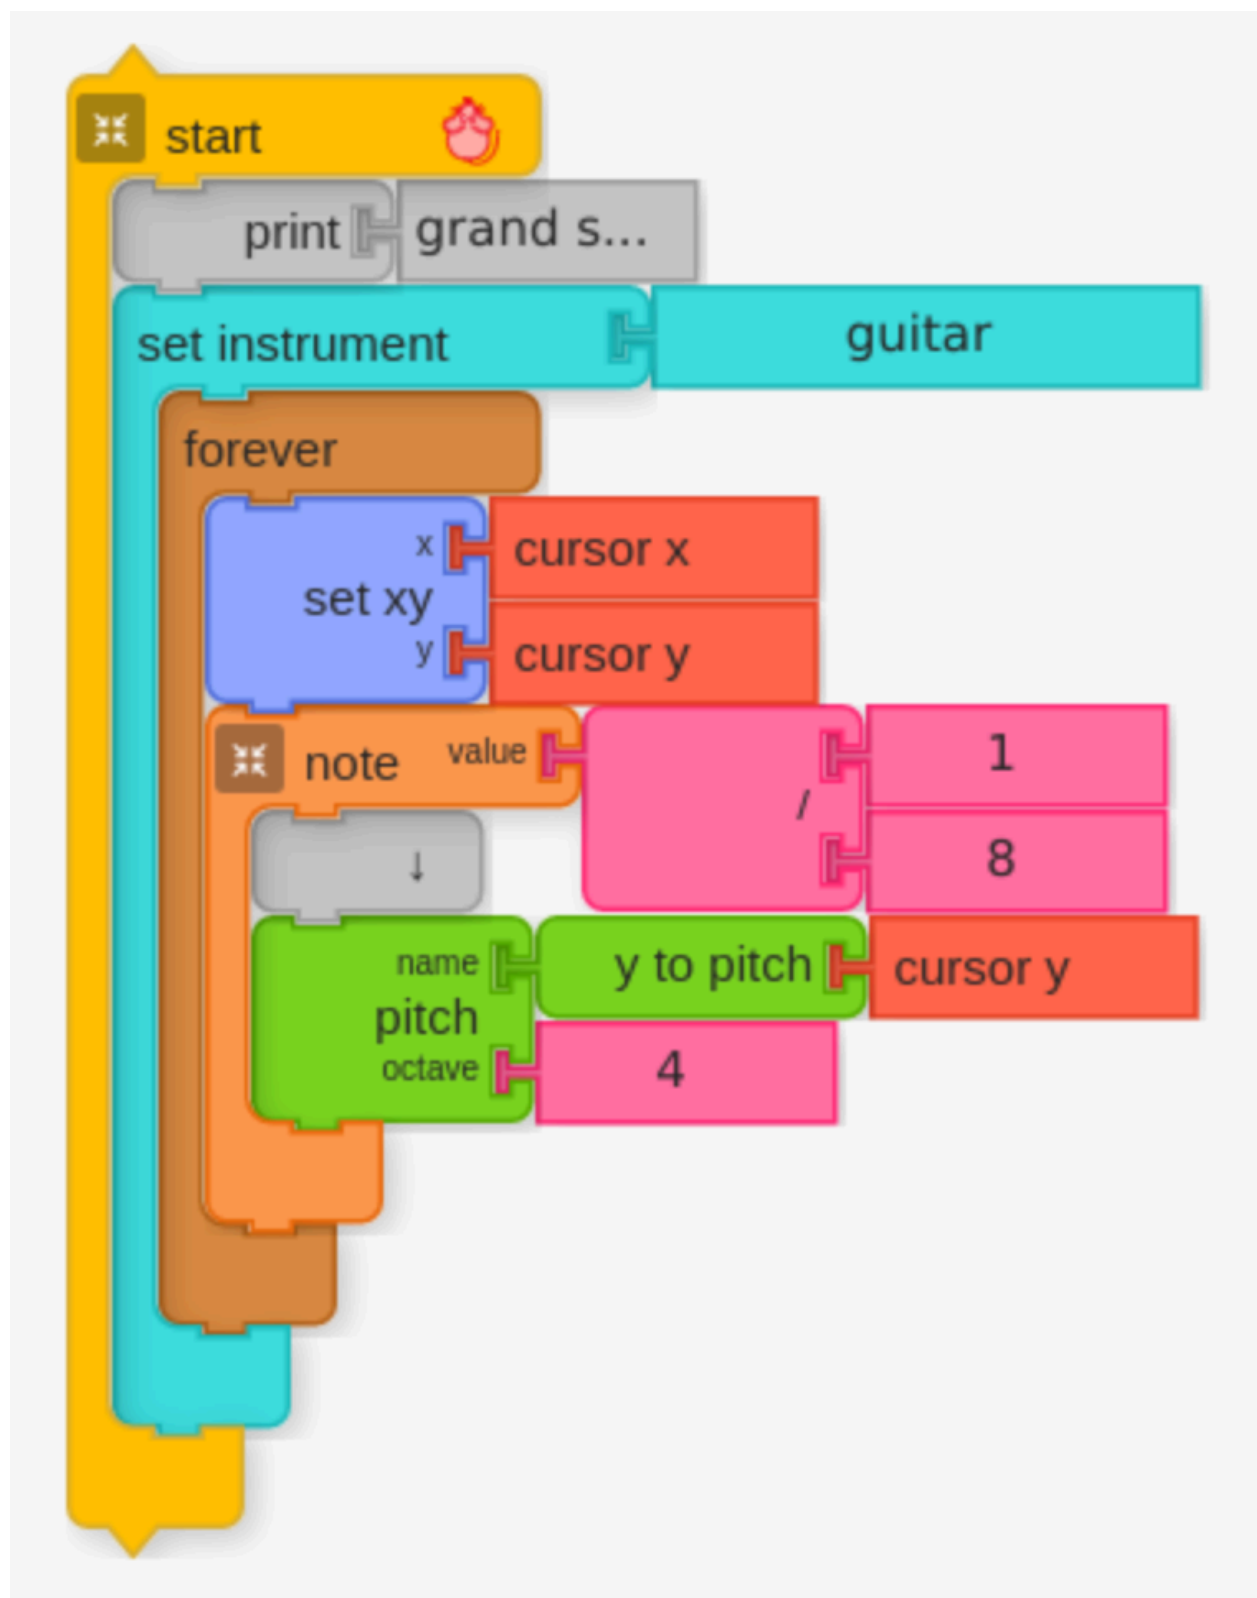 start
print grand s...
set instrument guitar
forever
x cursor x
set xy
y cursor y
note value 1
/
↓ 8
name y to pitch cursor y
pitch
octave 4